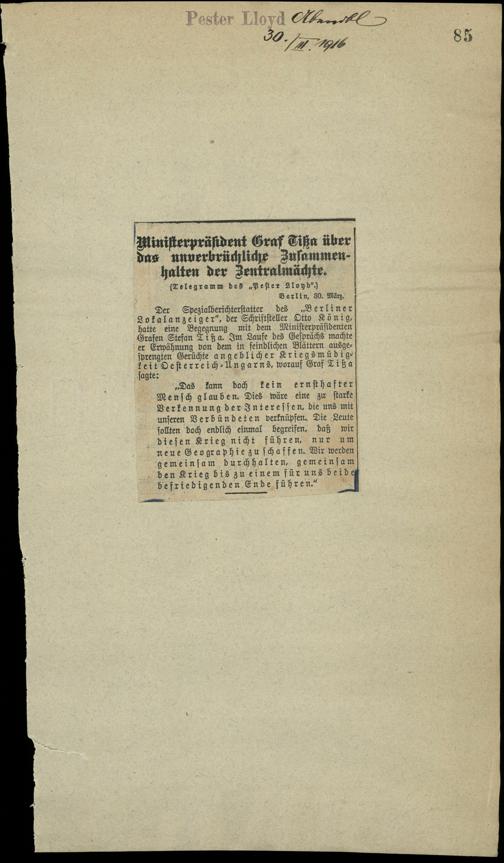 Pester Lloyd Abendbl
30./III. 1916
85
Ministerpräsident Graf Tißa über
das unverbrüchliche Zusammen-
halten der Zentralmächte.
(Telegramm des „Pester Lloyd“.)
Berlin, 30. März.
Der Spezialberichterstatter des „Berliner
Lokalanzeiger“, der Schriftsteller Otto König,
hatte eine Begegnung mit dem Ministerpräsidenten
Grafen Stefan Tißa. Im Laufe des Gesprächs machte
er Erwähnung von dem in feindlichen Blättern ausge-
sprengten Gerüchte angeblicher Kriegsmüdig-
keit Oesterreich-Ungarns, worauf Graf Tißa
sagte:
„Das kann doch kein ernsthafter
Mensch glauben. Dies wäre eine zu starke
Verkennung der Interessen, die uns mit
unseren Verbündeten verknüpfen. Die Leute
sollten doch endlich einmal begreifen, daß wir
diesen Krieg nicht führen, nur um
neue Geographie zu schaffen. Wir werden
gemeinsam durchhalten, gemeinsam
den Krieg bis zu einem für uns beide
befriedigenden Ende führen.“